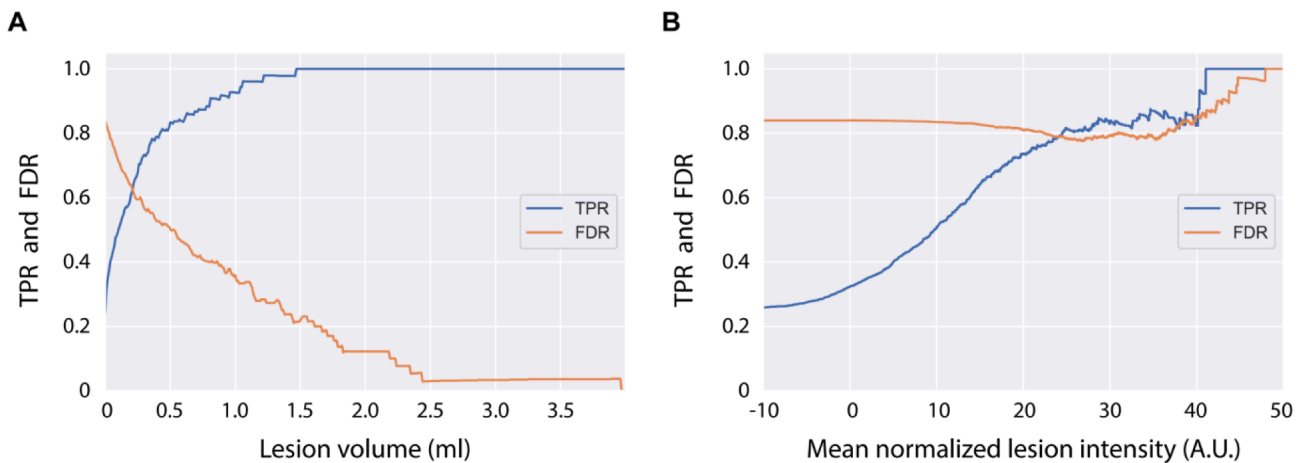 A
TPR and FDR
1.0
0.8
0.6
0.4
0.2
0
TPR
FDR
0 0.5 1.0 1.5 2.0 2.5 3.0 3.5
Lesion volume (ml)
B
TPR and FDR
1.0
0.8
0.6
0.4
0.2
0
TPR
FDR
-10 0 10 20 30 40 50
Mean normalized lesion intensity (A.U.)